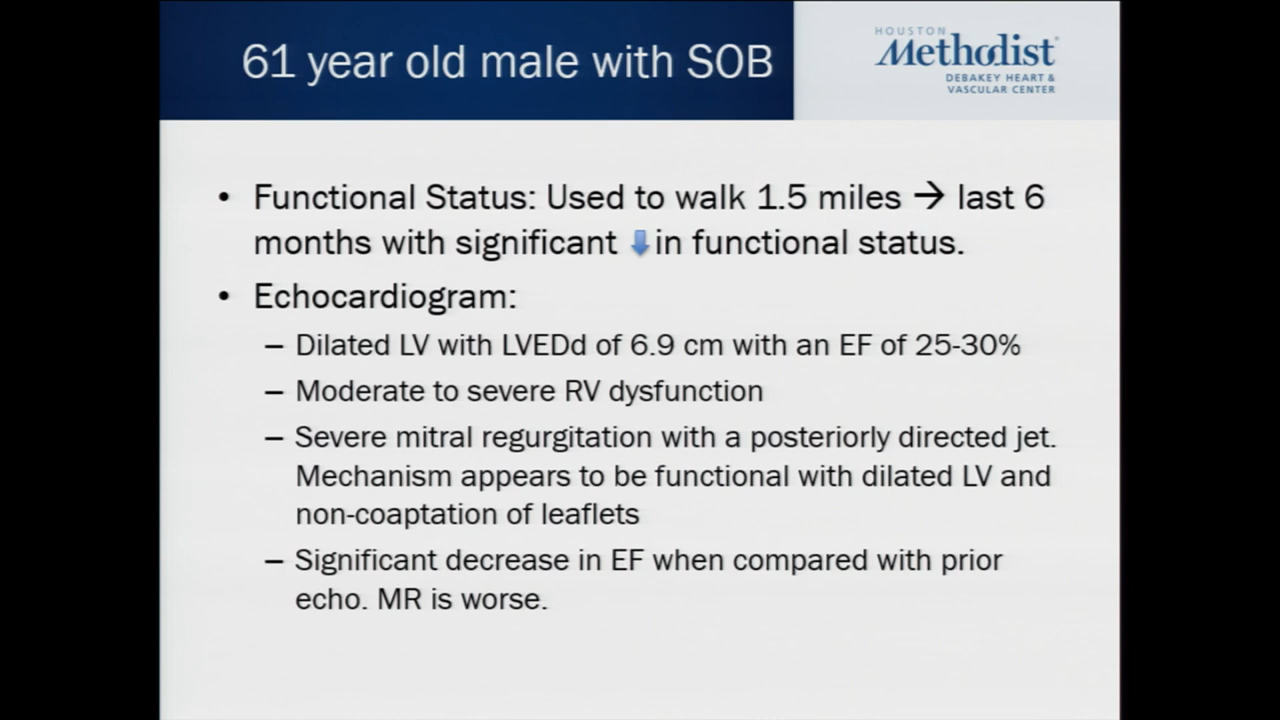 61 year old male with SOB
HOUSTON
Methodist
DEBAKEY HEART &
VASCULAR CENTER
• Functional Status: Used to walk 1.5 miles → last 6
months with significant ⬇ in functional status.
• Echocardiogram:
– Dilated LV with LVEDd of 6.9 cm with an EF of 25-30%
– Moderate to severe RV dysfunction
– Severe mitral regurgitation with a posteriorly directed jet.
Mechanism appears to be functional with dilated LV and
non-coaptation of leaflets
– Significant decrease in EF when compared with prior
echo. MR is worse.